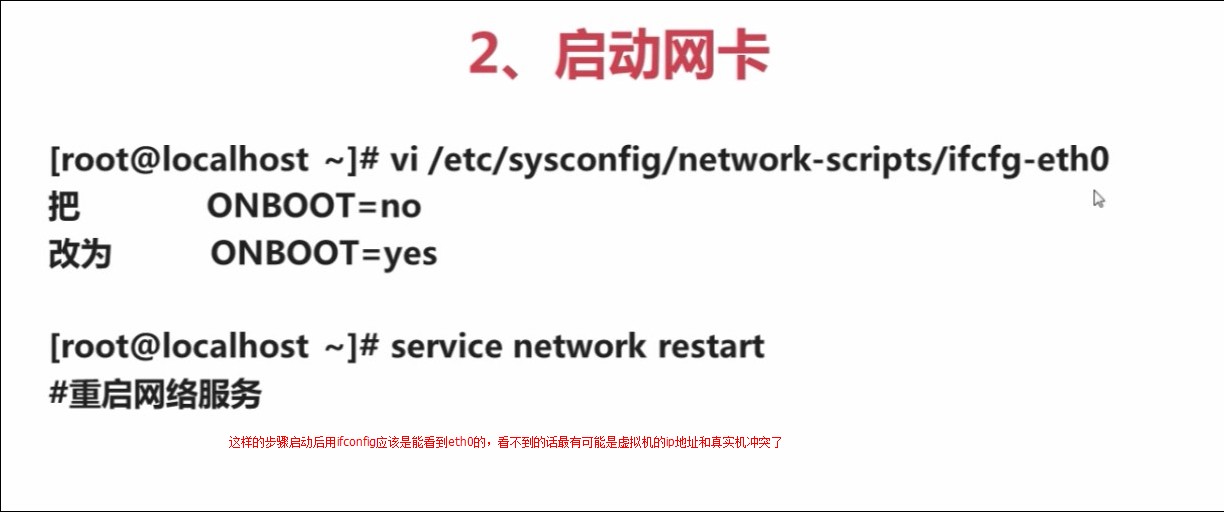 2、启动网卡
[root@localhost ~]# vi /etc/sysconfig/network-scripts/ifcfg-eth0
把 ONBOOT=no
改为 ONBOOT=yes
[root@localhost ~]# service network restart
#重启网络服务
这样的步骤启动后用ifconfig应该是能看到eth0的，看不到的话最有可能是虚拟机的ip地址和真实机冲突了